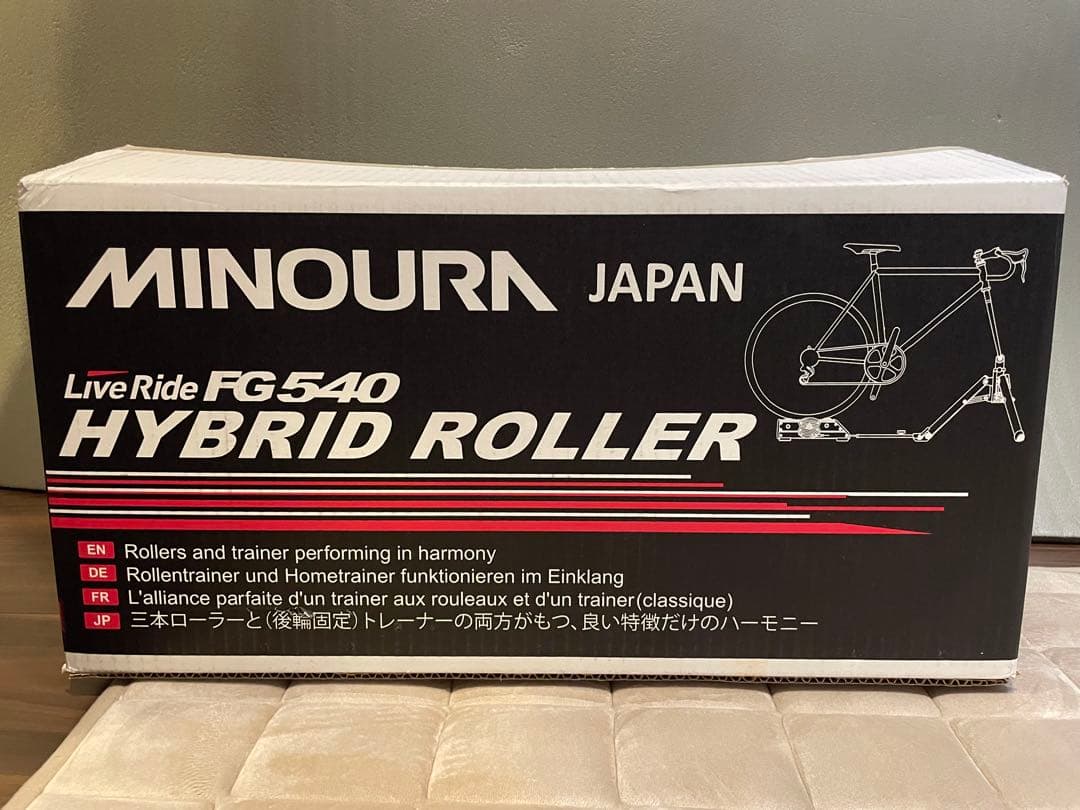 MINOURA JAPAN
LiveRide FG540
HYBRID ROLLER
EN Rollers and trainer performing in harmony
DE Rollentrainer und Hometrainer funktionieren im Einklang
FR L'alliance parfaite d'un trainer aux rouleaux et d'un trainer(classique)
JP 三本ローラーと(後輪固定)トレーナーの両方がもつ、良い特徴だけのハーモニー